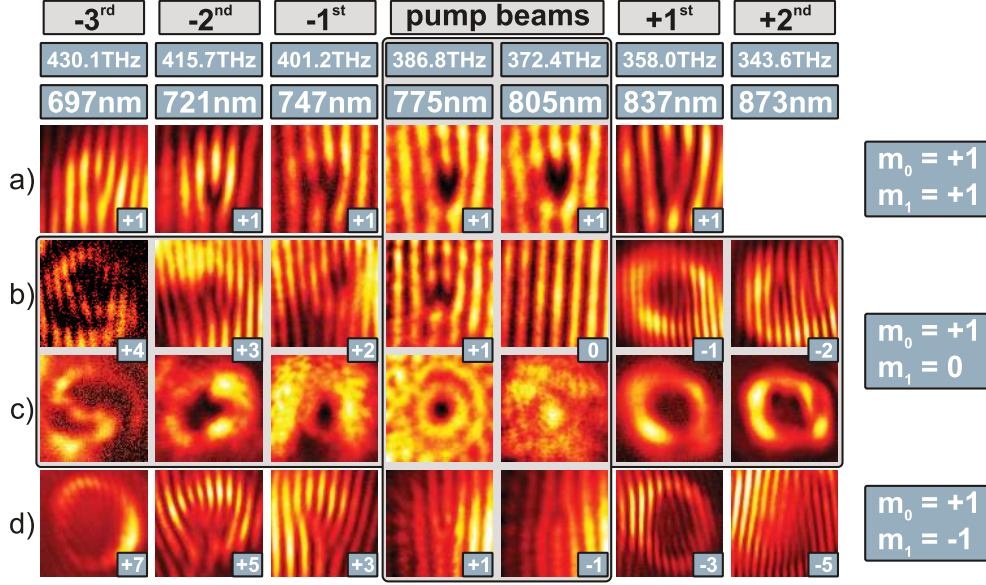 -3rd -2nd -1st pump beams +1st +2nd
430.1THz 415.7THz 401.2THz 386.8THz 372.4THz 358.0THz 343.6THz
697nm 721nm 747nm 775nm 805nm 837nm 873nm
a) +1 +1 +1 +1 +1 +1
m0 = +1
m1 = +1
b) +4 +3 +2 +1 0 -1 -2
m0 = +1
m1 = 0
c)
d) +7 +5 +3 +1 -1 -3 -5
m0 = +1
m1 = -1